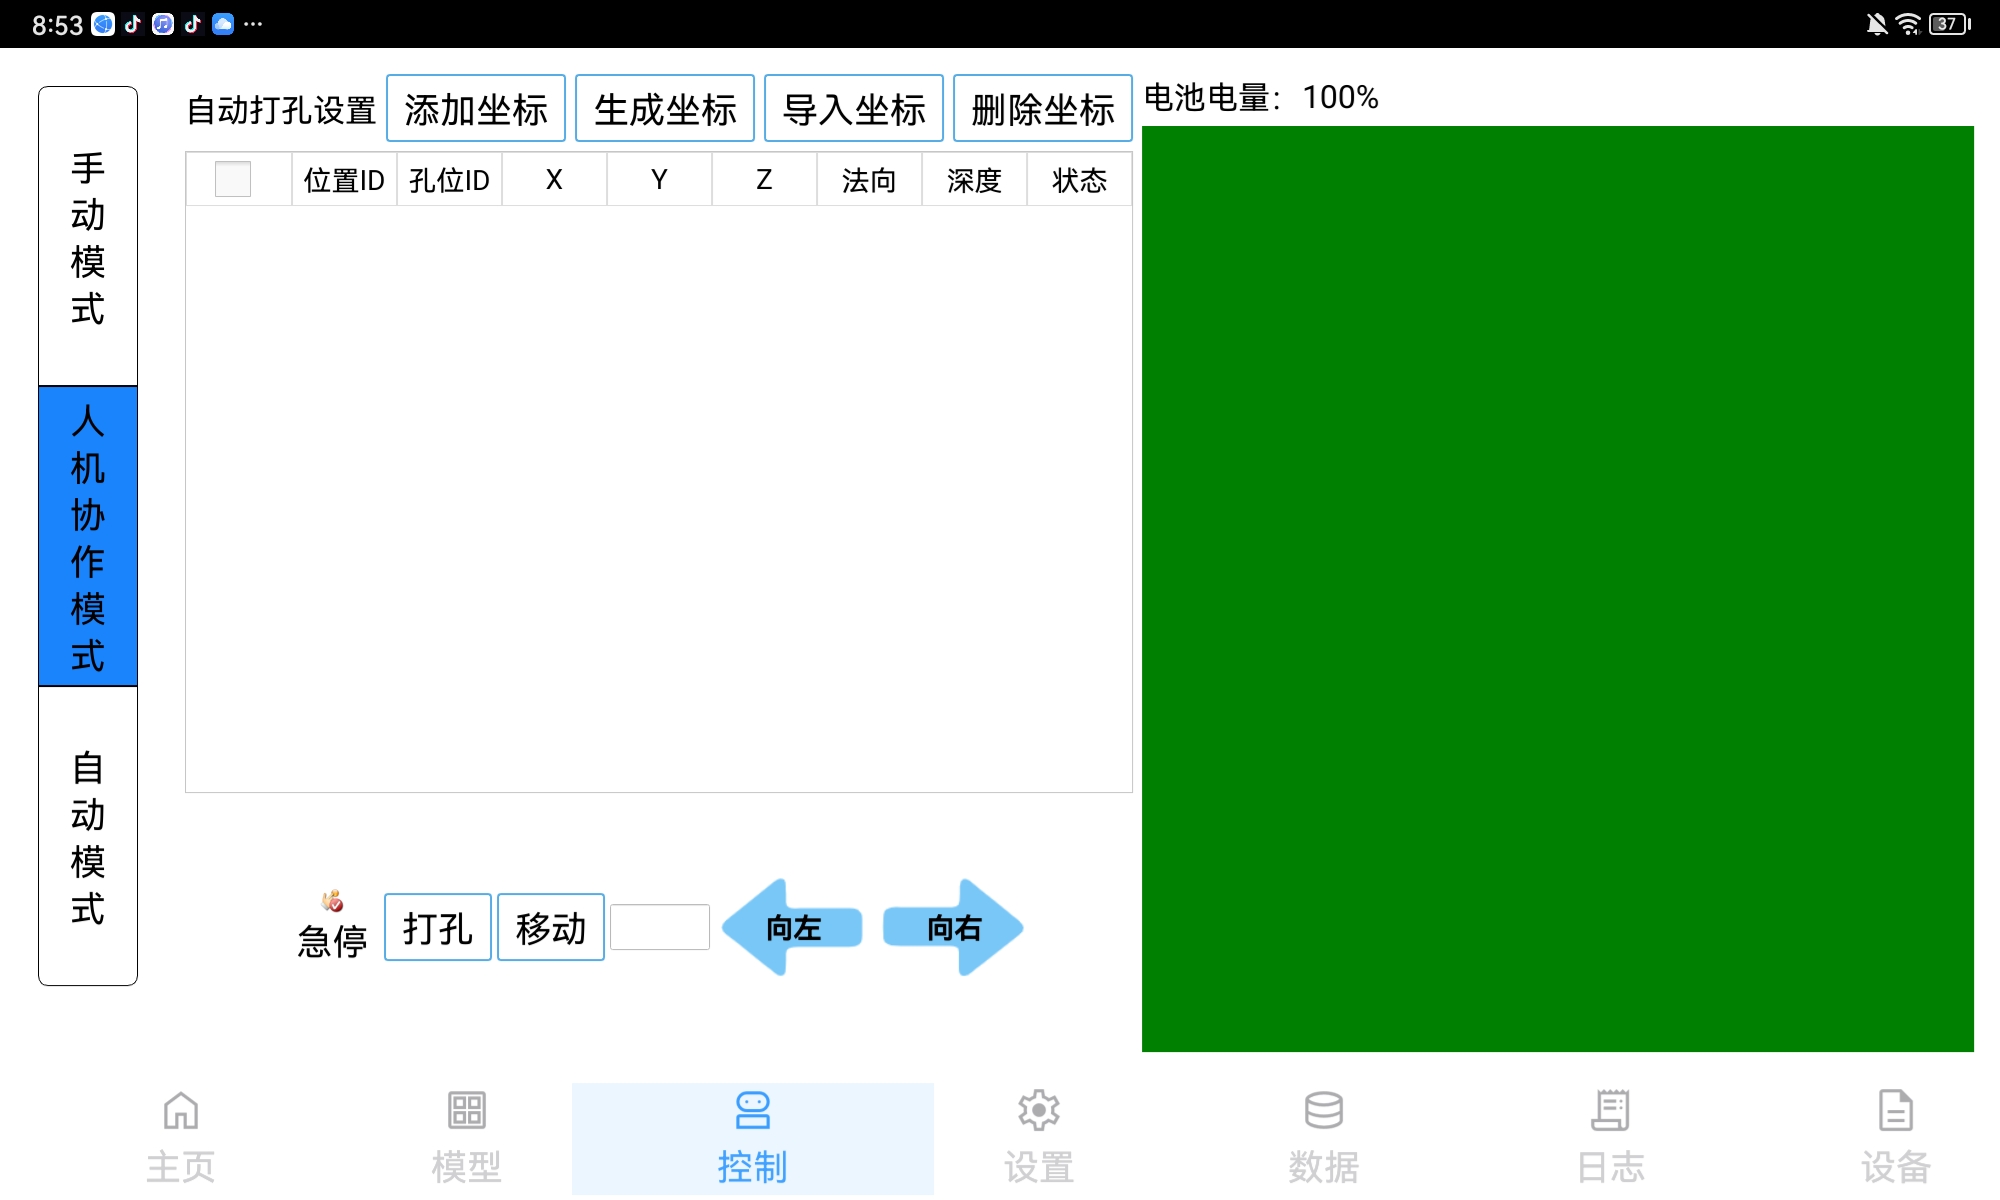 8:53
37
手动模式
人机协作模式
自动模式
自动打孔设置 添加坐标 生成坐标 导入坐标 删除坐标
电池电量：100%
位置ID 孔位ID X Y Z 法向 深度 状态
急停 打孔 移动 向左 向右
主页 模型 控制 设置 数据 日志 设备